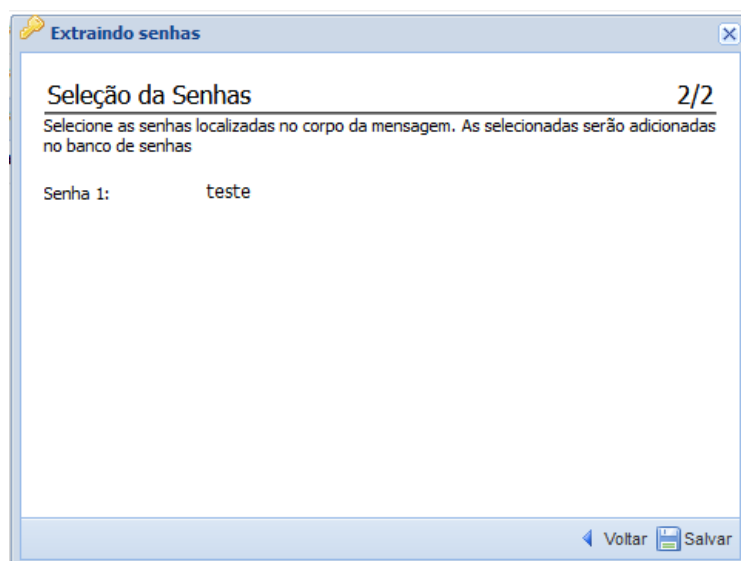 Extraindo senhas
Seleção da Senhas 2/2
Selecione as senhas localizadas no corpo da mensagem. As selecionadas serão adicionadas
no banco de senhas
Senha 1: teste
Voltar Salvar